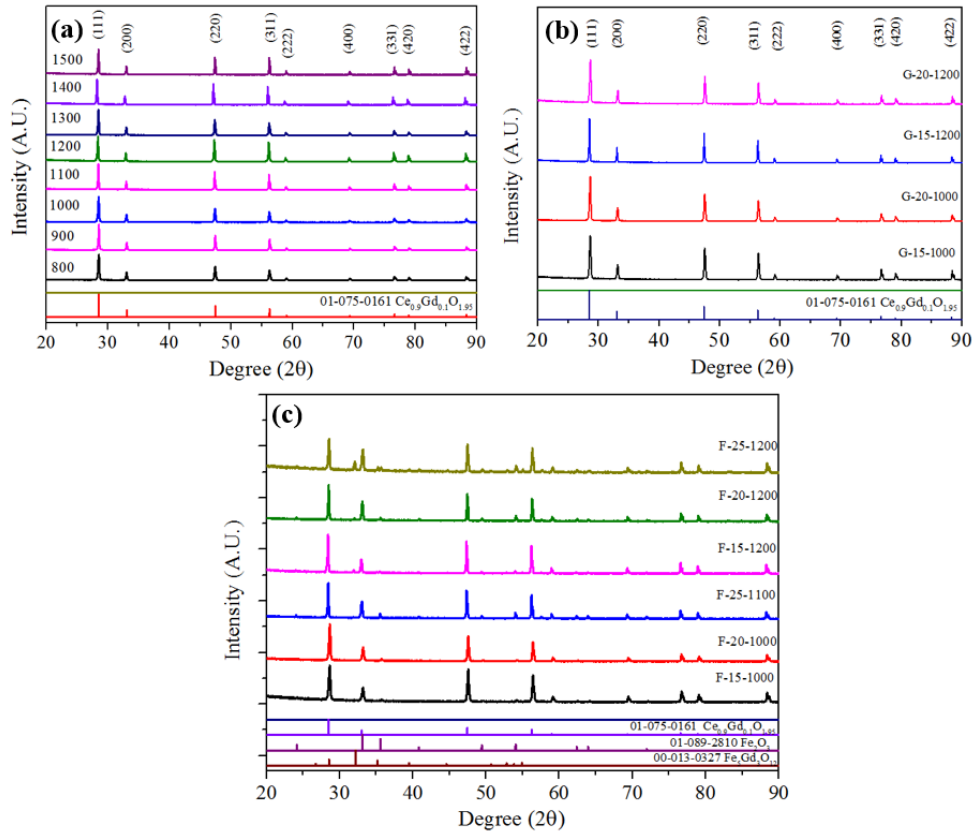 (a)
(111)
(200)
(220)
(311)
(222)
(400)
(331)
(420)
(422)
1500
1400
1300
1200
1100
1000
900
800
01-075-0161 Ce0.9Gd0.1O1.95
Intensity (A.U.)
20 30 40 50 60 70 80 90
Degree (2θ)
(b)
(111)
(200)
(220)
(311)
(222)
(400)
(331)
(420)
(422)
G-20-1200
G-15-1200
G-20-1000
G-15-1000
01-075-0161 Ce0.9Gd0.1O1.95
Intensity (A.U.)
20 30 40 50 60 70 80 90
Degree (2θ)
(c)
F-25-1200
F-20-1200
F-15-1200
F-25-1100
F-20-1000
F-15-1000
01-075-0161 Ce0.9Gd0.1O1.95
01-089-2810 Fe2O3
00-013-0327 Fe5Gd3O12
Intensity (A.U.)
20 30 40 50 60 70 80 90
Degree (2θ)